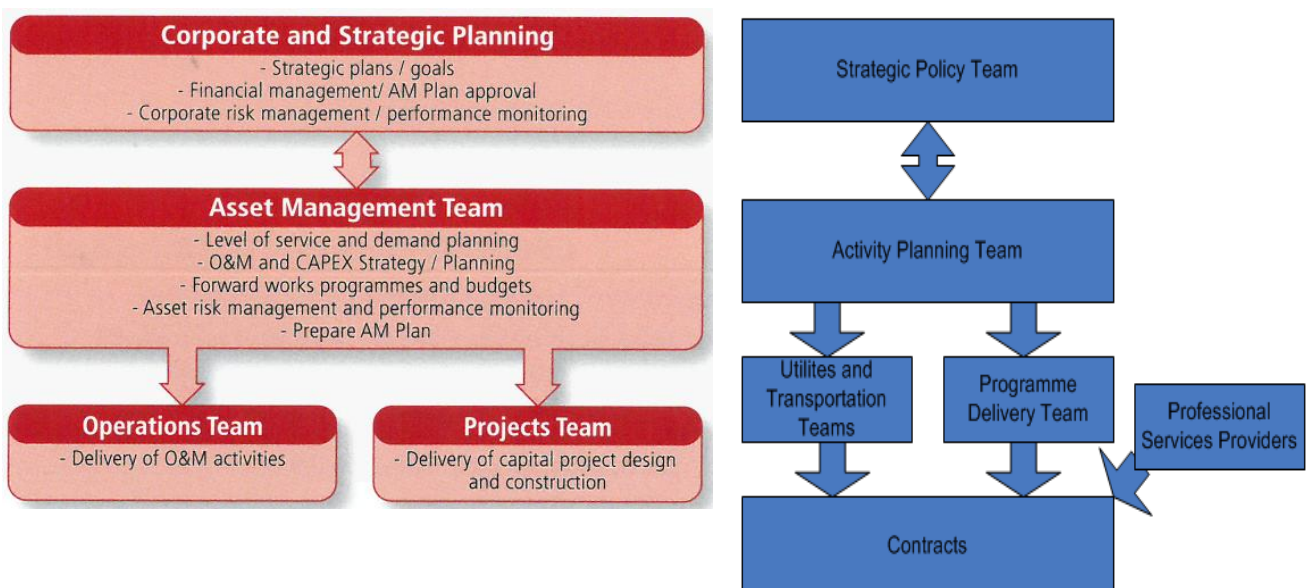 Corporate and Strategic Planning
- Strategic plans / goals
- Financial management/ AM Plan approval
- Corporate risk management / performance monitoring
Asset Management Team
- Level of service and demand planning
- O&M and CAPEX Strategy / Planning
- Forward works programmes and budgets
- Asset risk management and performance monitoring
- Prepare AM Plan
Operations Team
- Delivery of O&M activities
Projects Team
- Delivery of capital project design
and construction
Strategic Policy Team
Activity Planning Team
Utilites and
Transportation
Teams
Programme
Delivery Team
Professional
Services Providers
Contracts